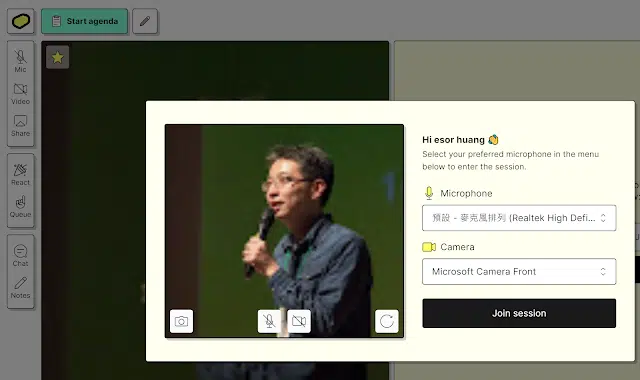 Start agenda
Mic
Video
Share
React
Queue
Chat
Notes
Hi esor huang 👏
Select your preferred microphone in the menu
below to enter the session.
Microphone
預設 - 麥克風排列 (Realtek High Defi...
Camera
Microsoft Camera Front
Join session